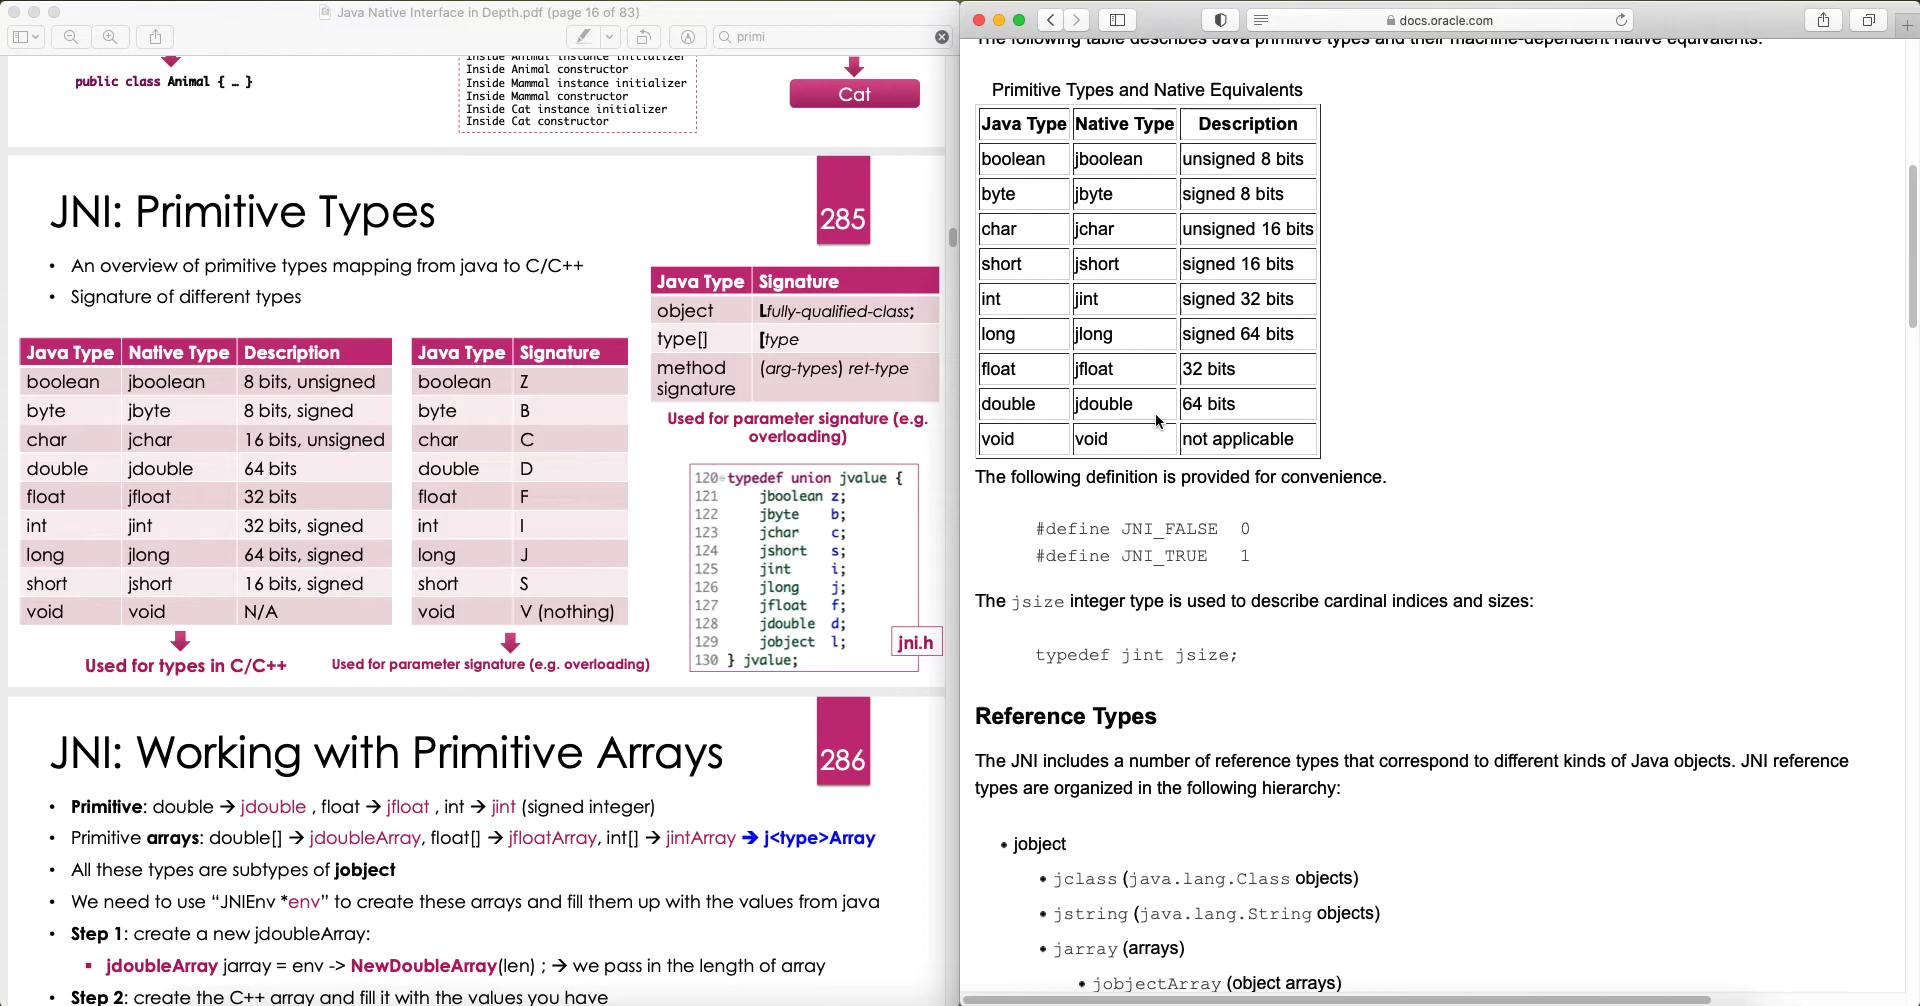 Java Native Interface in Depth.pdf (page 16 of 83)
primi
public class Animal { … }
Inside Animal instance initializer
Inside Animal constructor
Inside Mammal instance initializer
Inside Mammal constructor
Inside Cat instance initializer
Inside Cat constructor
Cat
JNI: Primitive Types
285
• An overview of primitive types mapping from java to C/C++
• Signature of different types
Java Type Native Type Description
boolean jboolean 8 bits, unsigned
byte jbyte 8 bits, signed
char jchar 16 bits, unsigned
double jdouble 64 bits
float jfloat 32 bits
int jint 32 bits, signed
long jlong 64 bits, signed
short jshort 16 bits, signed
void void N/A
Used for types in C/C++
Java Type Signature
boolean Z
byte B
char C
double D
float F
int I
long J
short S
void V (nothing)
Used for parameter signature (e.g. overloading)
Java Type Signature
object Lfully-qualified-class;
type[] [type
method (arg-types) ret-type
signature
Used for parameter signature (e.g.
overloading)
120 typedef union jvalue {
121 jboolean z;
122 jbyte b;
123 jchar c;
124 jshort s;
125 jint i;
126 jlong j;
127 jfloat f;
128 jdouble d;
129 jobject l;
130 } jvalue;
jni.h
JNI: Working with Primitive Arrays
286
• Primitive: double → jdouble , float → jfloat , int → jint (signed integer)
• Primitive arrays: double[] → jdoubleArray, float[] → jfloatArray, int[] → jintArray ➔ j<type>Array
• All these types are subtypes of jobject
• We need to use “JNIEnv *env” to create these arrays and fill them up with the values from java
• Step 1: create a new jdoubleArray:
▪ jdoubleArray jarray = env -> NewDoubleArray(len) ; → we pass in the length of array
• Step 2: create the C++ array and fill it with the values you have
docs.oracle.com
The following table describes Java primitive types and their machine-dependent native equivalents.
Primitive Types and Native Equivalents
Java Type Native Type Description
boolean jboolean unsigned 8 bits
byte jbyte signed 8 bits
char jchar unsigned 16 bits
short jshort signed 16 bits
int jint signed 32 bits
long jlong signed 64 bits
float jfloat 32 bits
double jdouble 64 bits
void void not applicable
The following definition is provided for convenience.
#define JNI_FALSE 0
#define JNI_TRUE 1
The jsize integer type is used to describe cardinal indices and sizes:
typedef jint jsize;
Reference Types
The JNI includes a number of reference types that correspond to different kinds of Java objects. JNI reference
types are organized in the following hierarchy:
• jobject
• jclass (java.lang.Class objects)
• jstring (java.lang.String objects)
• jarray (arrays)
• jobjectArray (object arrays)